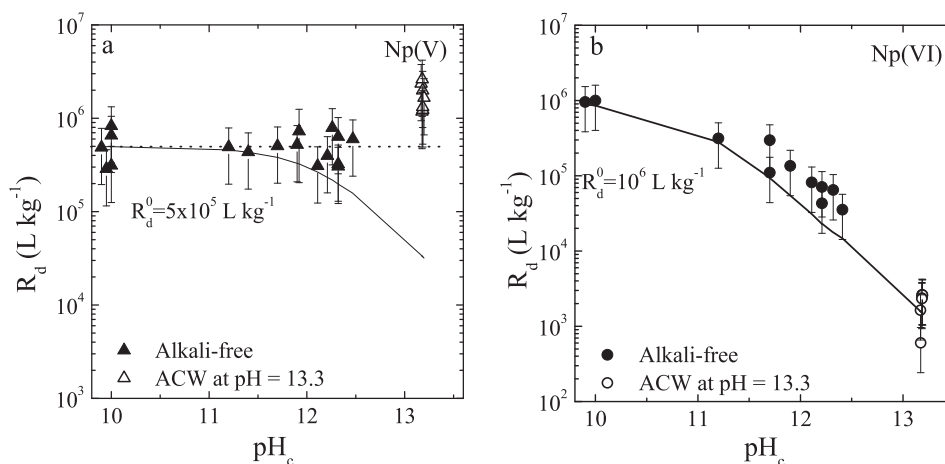 a
Np(V)
R_d^0=5x10^5 L kg^-1
Alkali-free
ACW at pH = 13.3
R_d (L kg^-1)
10^7
10^6
10^5
10^4
10^3
10 11 12 13
pH_c
b
Np(VI)
R_d^0=10^6 L kg^-1
Alkali-free
ACW at pH = 13.3
R_d (L kg^-1)
10^7
10^6
10^5
10^4
10^3
10^2
10 11 12 13
pH_c